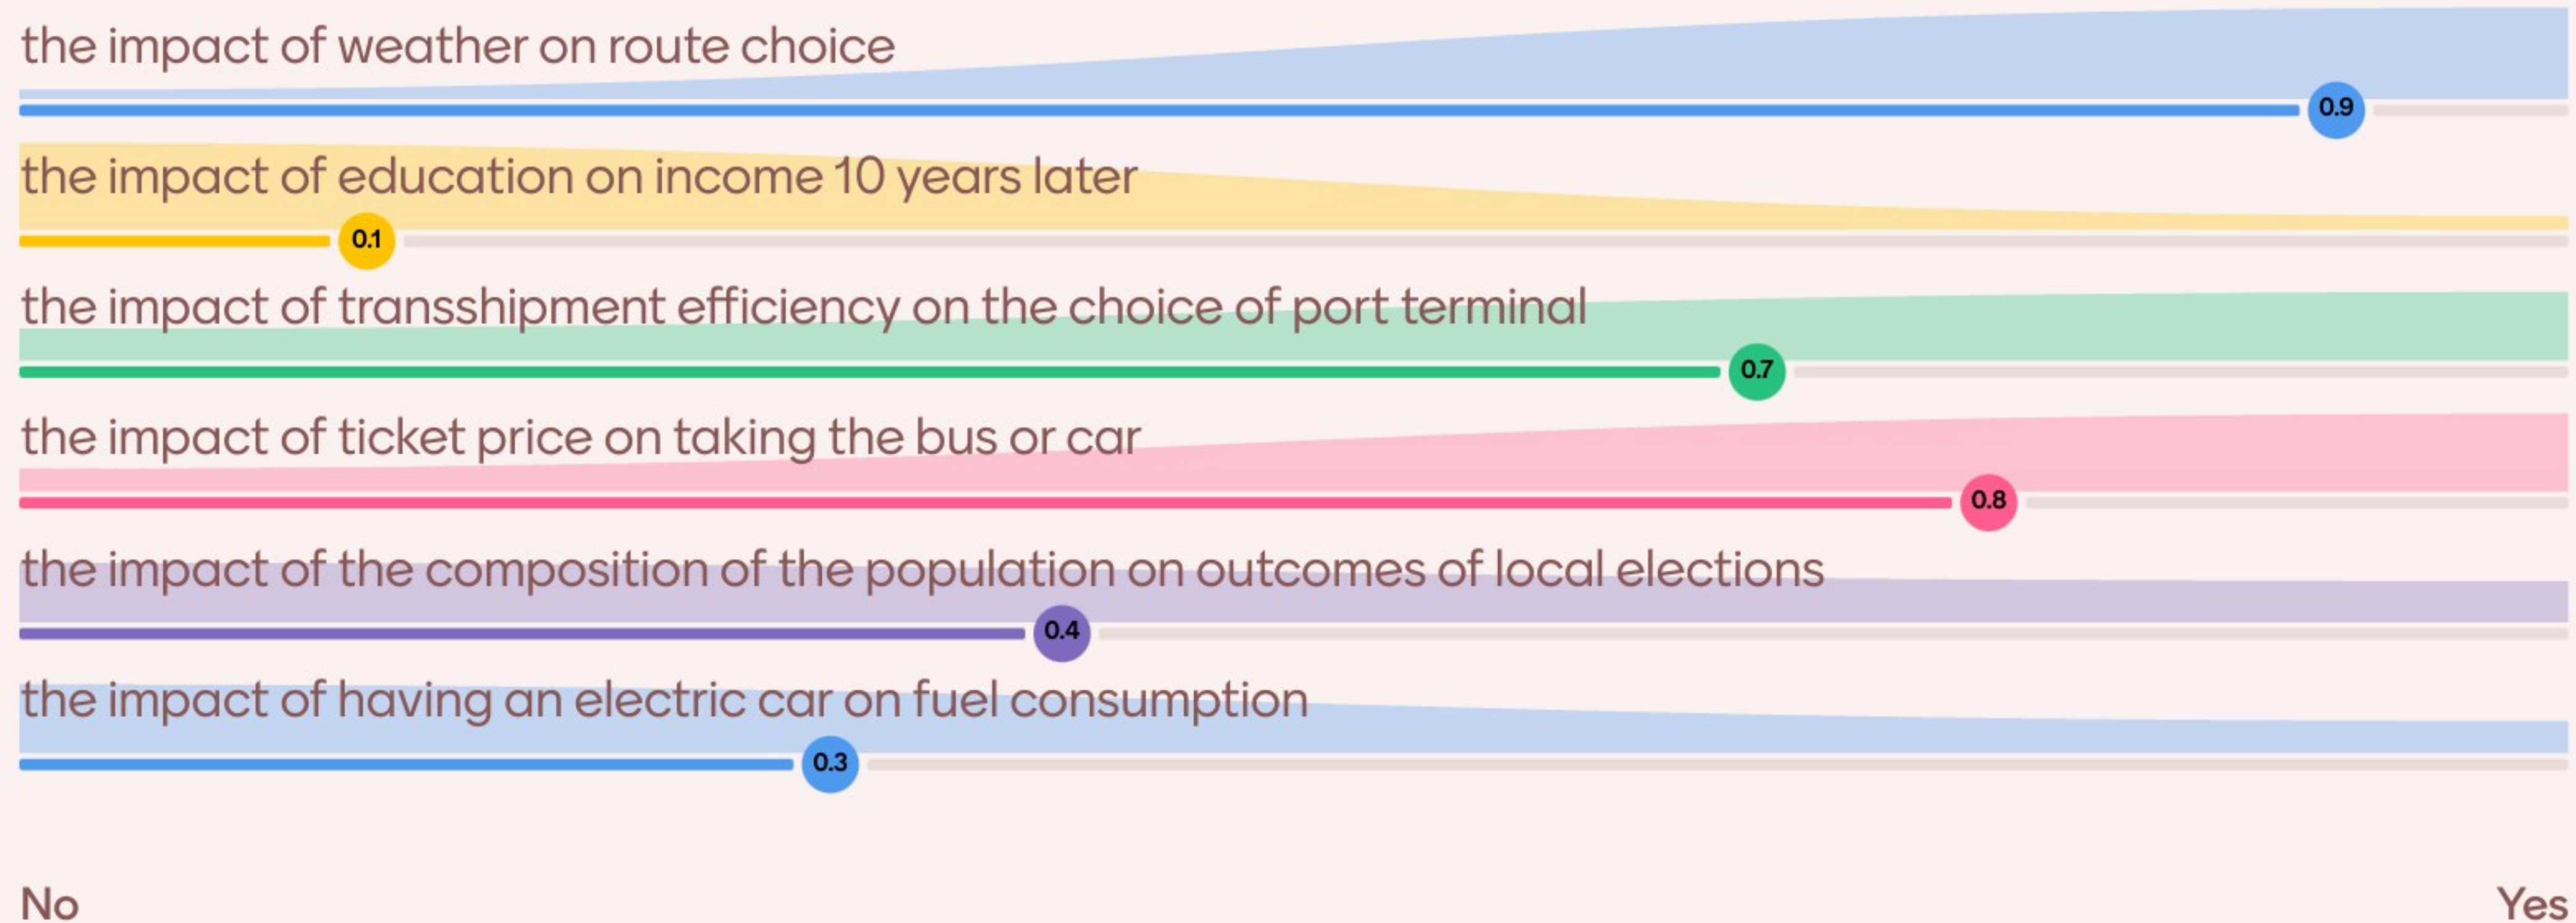 the impact of weather on route choice
0.9
the impact of education on income 10 years later
0.1
the impact of transshipment efficiency on the choice of port terminal
0.7
the impact of ticket price on taking the bus or car
0.8
the impact of the composition of the population on outcomes of local elections
0.4
the impact of having an electric car on fuel consumption
0.3
No Yes